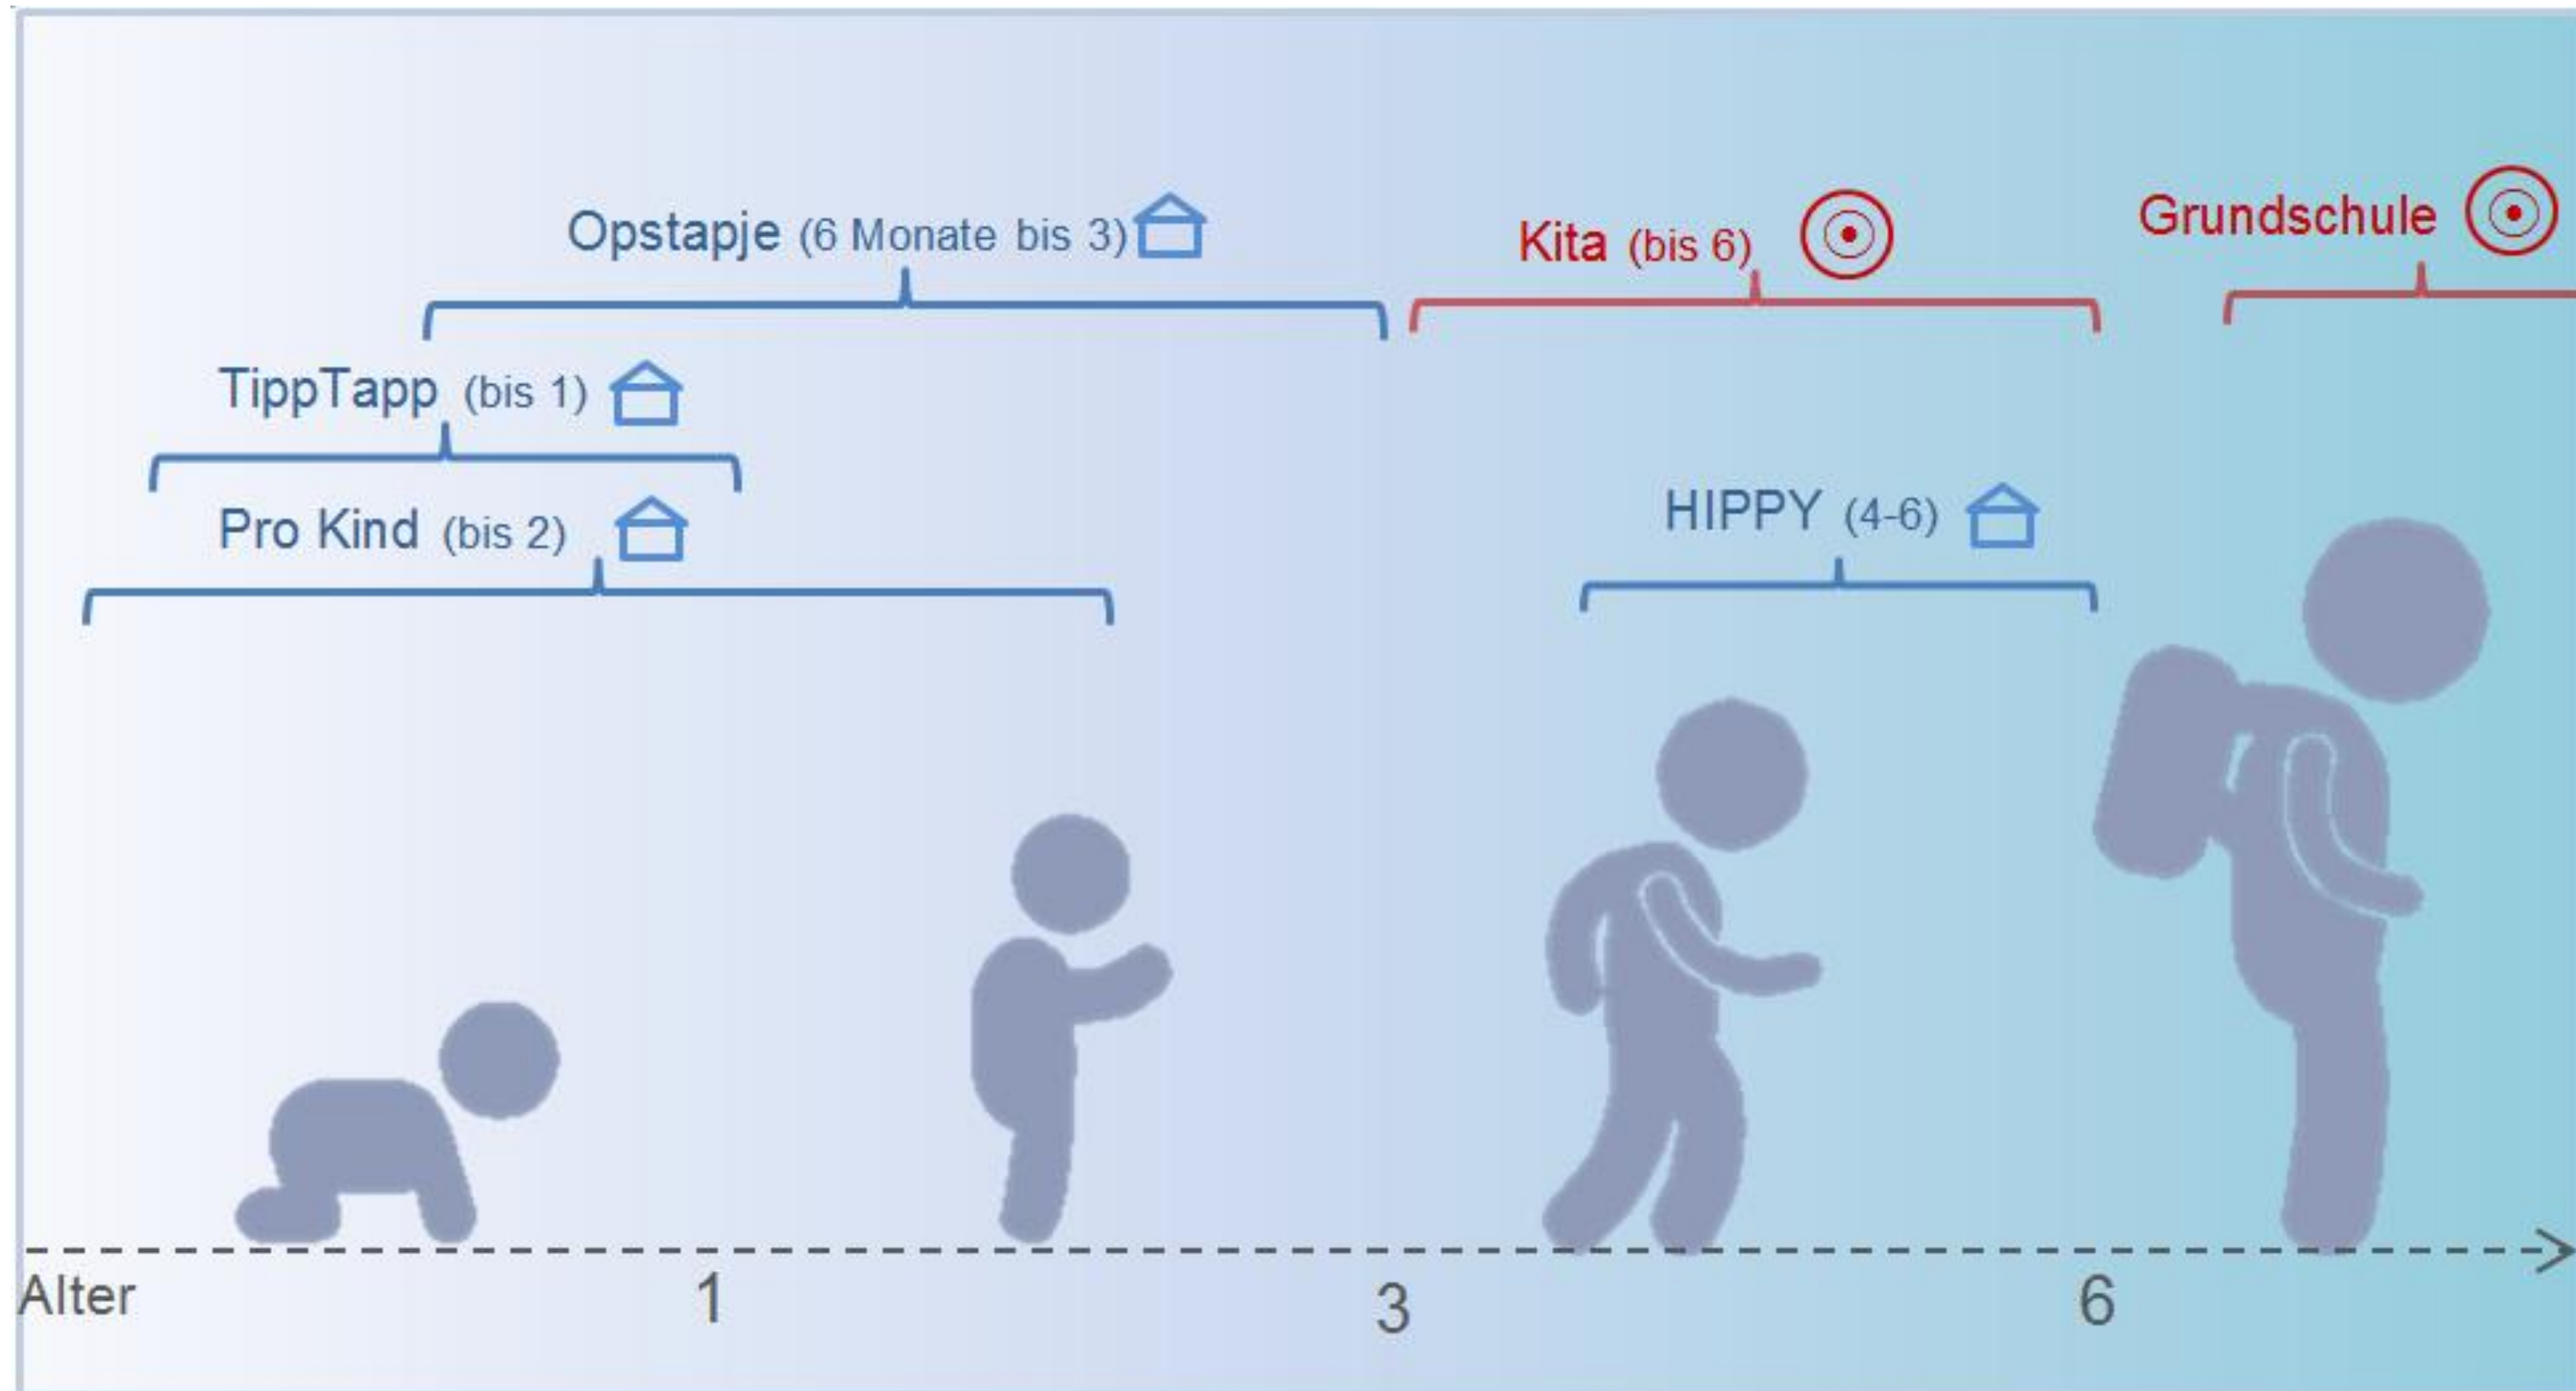 Opstapje (6 Monate bis 3)
Kita (bis 6)
Grundschule
TippTapp (bis 1)
Pro Kind (bis 2)
HIPPY (4-6)
Alter
1
3
6